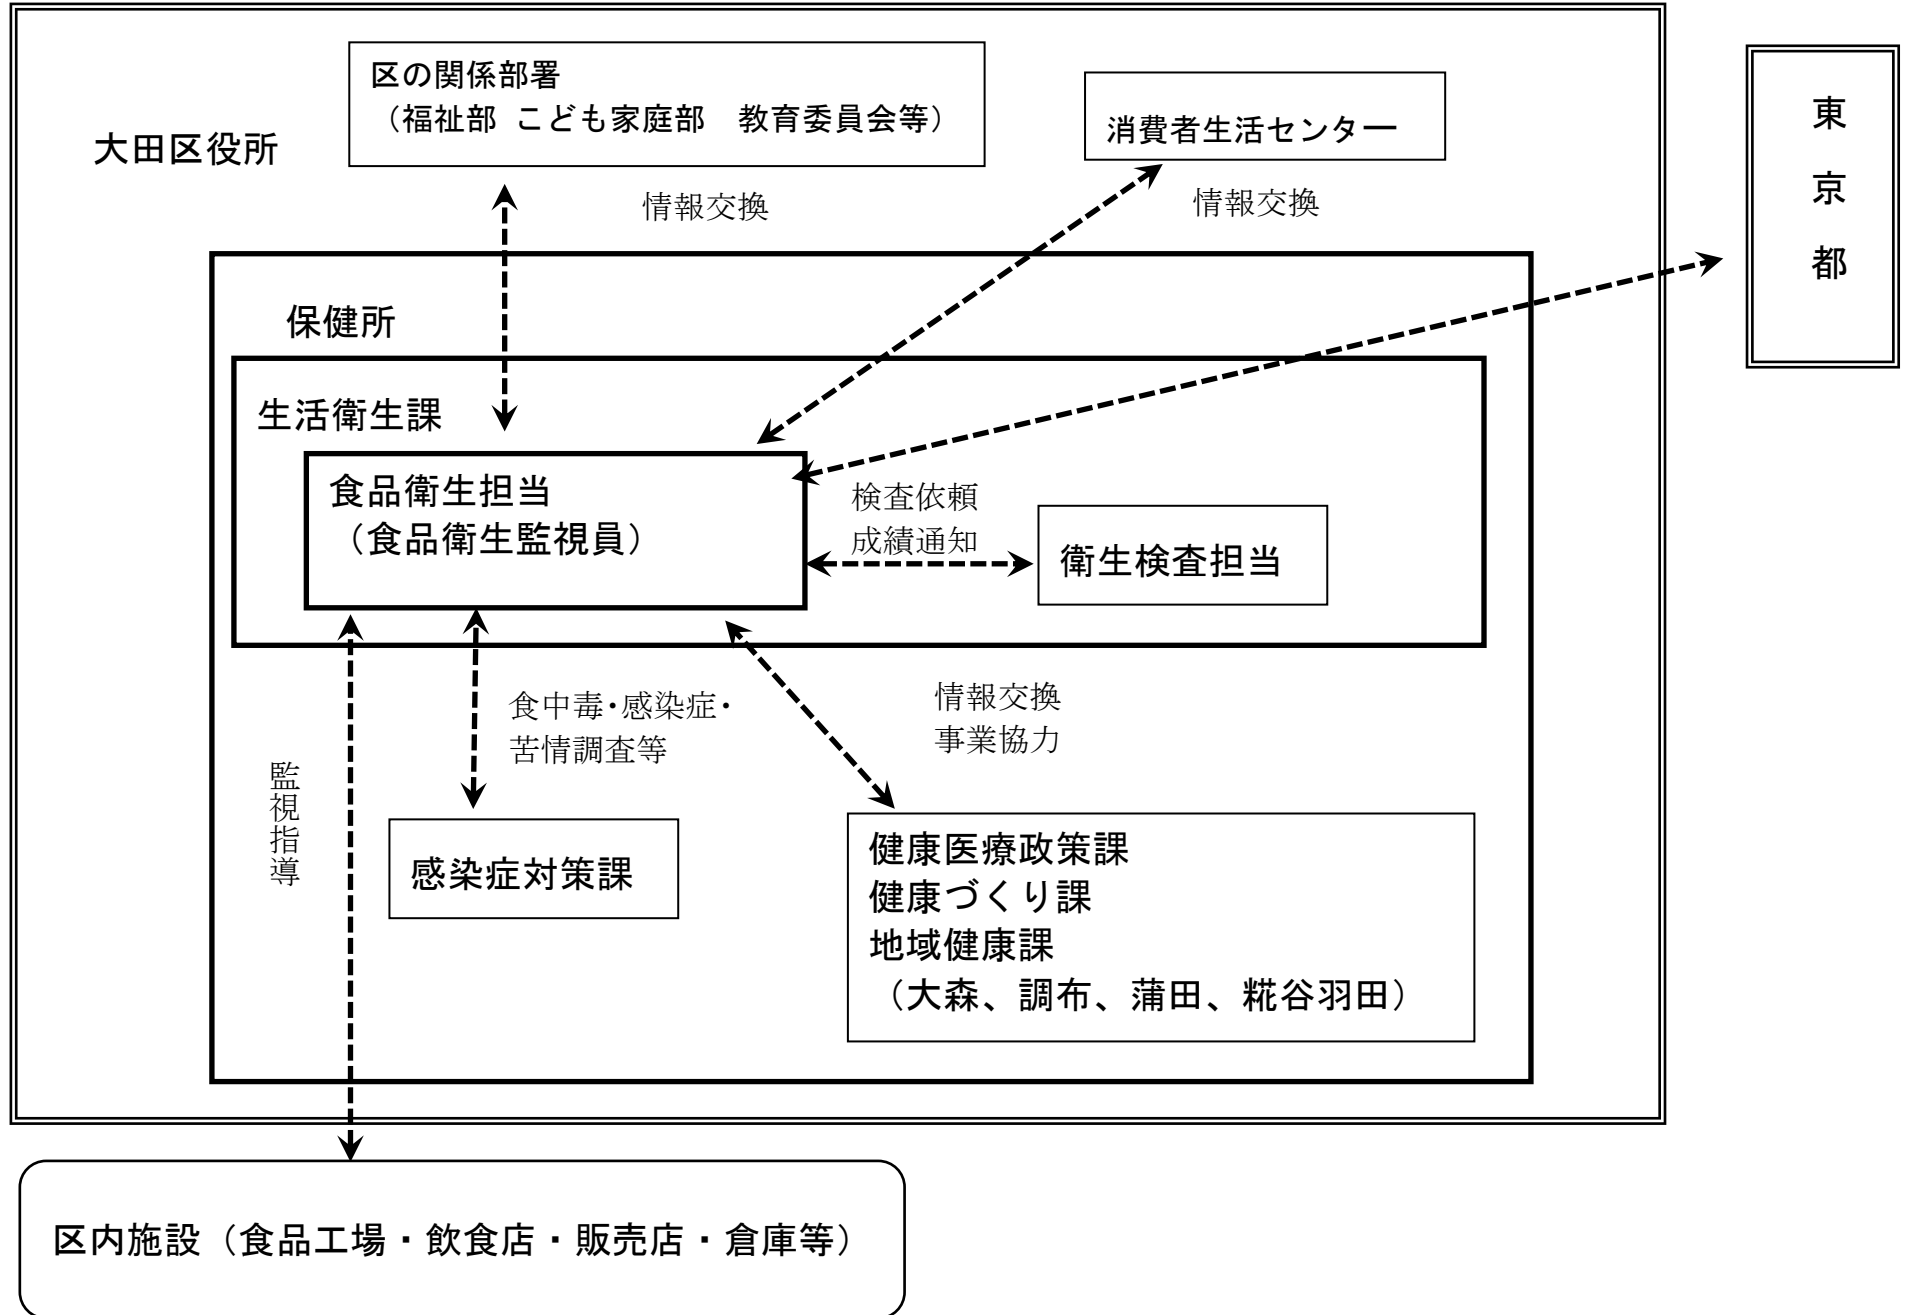 区の関係部署
（福祉部 こども家庭部　教育委員会等）
消費者生活センター
東京都
大田区役所
情報交換
情報交換
保健所
生活衛生課
食品衛生担当
（食品衛生監視員）
検査依頼
成績通知
衛生検査担当
食中毒・感染症・
苦情調査等
情報交換
事業協力
監視指導
感染症対策課
健康医療政策課
健康づくり課
地域健康課
（大森、調布、蒲田、糀谷羽田）
区内施設（食品工場・飲食店・販売店・倉庫等）